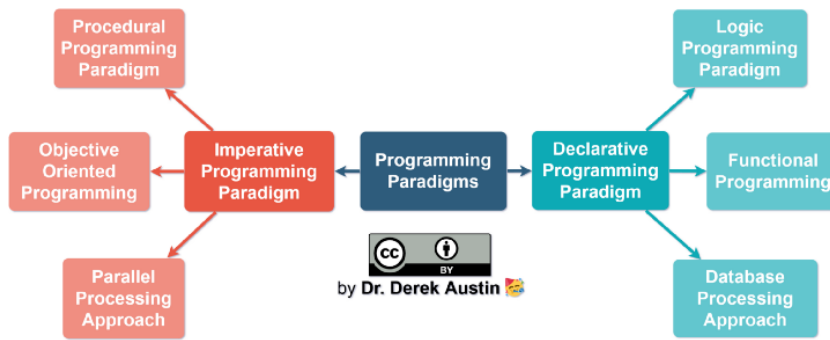 Procedural
Programming
Paradigm
Logic
Programming
Paradigm
Objective
Oriented
Programming
Imperative
Programming
Paradigm
Programming
Paradigms
Declarative
Programming
Paradigm
Functional
Programming
Parallel
Processing
Approach
cc
BY
by Dr. Derek Austin 🥳
Database
Processing
Approach